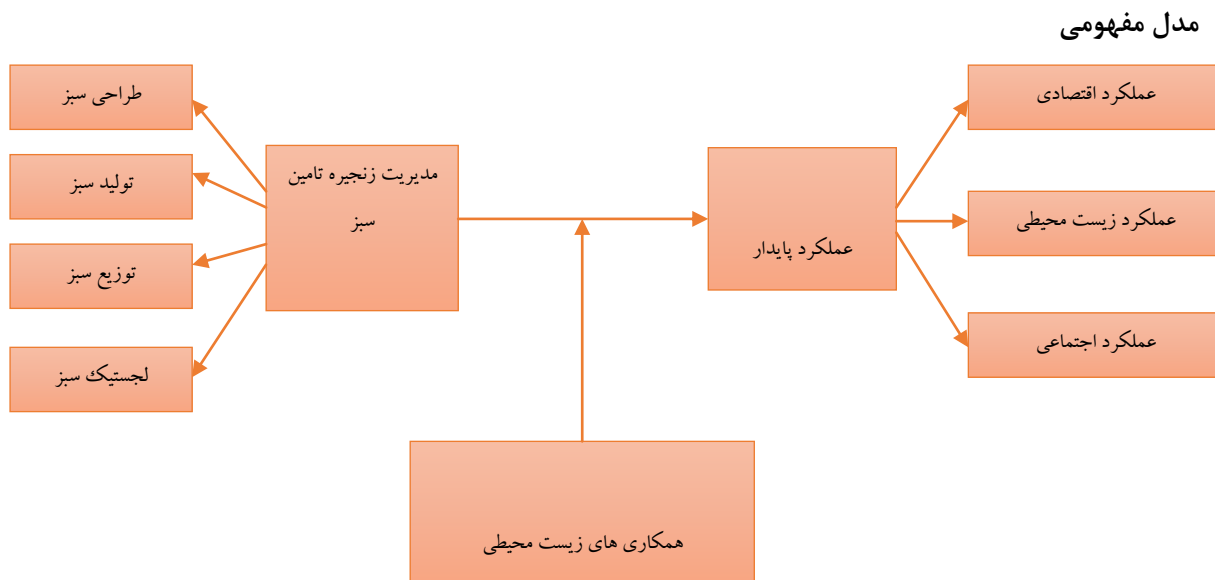 مدل مفهومی
عملکرد اقتصادی
عملکرد زیست محیطی
عملکرد اجتماعی
عملکرد پایدار
مدیریت زنجیره تامین
سبز
طراحی سبز
تولید سبز
توزیع سبز
لجستیک سبز
همکاری های زیست محیطی